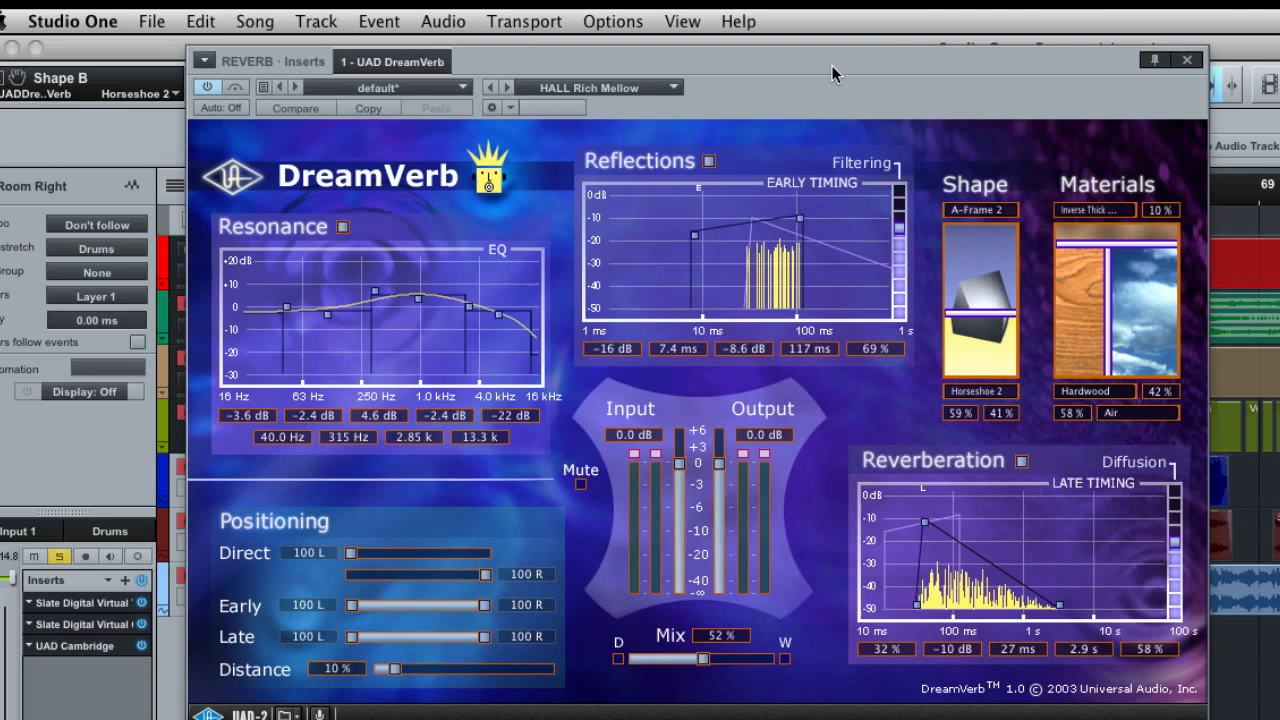 Studio One File Edit Song Track Event Audio Transport Options View Help
REVERB · Inserts 1 - UAD DreamVerb
Shape B
UADDre..Verb Horseshoe 2
default* HALL Rich Mellow
Auto: Off Compare Copy Paste
Audio Track
69
Room Right
Don't follow
stretch Drums
Group None
Layer 1
0.00 ms
rs follow events
Display: Off
Input 1 Drums
14.8 M S
Inserts
Slate Digital Virtual
Slate Digital Virtual
UAD Cambridge
DreamVerb
Resonance
EQ
+20 dB
+10
0
-10
-20
-30
16 Hz 63 Hz 250 Hz 1.0 kHz 4.0 kHz 16 kHz
-3.6 dB -2.4 dB 4.6 dB -2.4 dB -22 dB
40.0 Hz 315 Hz 2.85 k 13.3 k
Reflections Filtering
EARLY TIMING
E
0dB
-10
-20
-30
-40
-50
1 ms 10 ms 100 ms 1 s
-16 dB 7.4 ms -8.6 dB 117 ms 69 %
Shape Materials
A-Frame 2 Inverse Thick ... 10 %
Horseshoe 2 Hardwood 42 %
59 % 41 % 58 % Air
Input Output
0.0 dB 0.0 dB
+6
+3
0
-3
-6
-10
-20
-40
-∞
Mute
D Mix 52 % W
Positioning
Direct 100 L
100 R
Early 100 L 100 R
Late 100 L 100 R
Distance 10 %
Reverberation Diffusion
LATE TIMING
L
0dB
-10
-20
-30
-40
-50
10 ms 100 ms 1 s 10 s 100 s
32 % -10 dB 27 ms 2.9 s 58 %
DreamVerb™ 1.0 © 2003 Universal Audio, Inc.
UAD-2